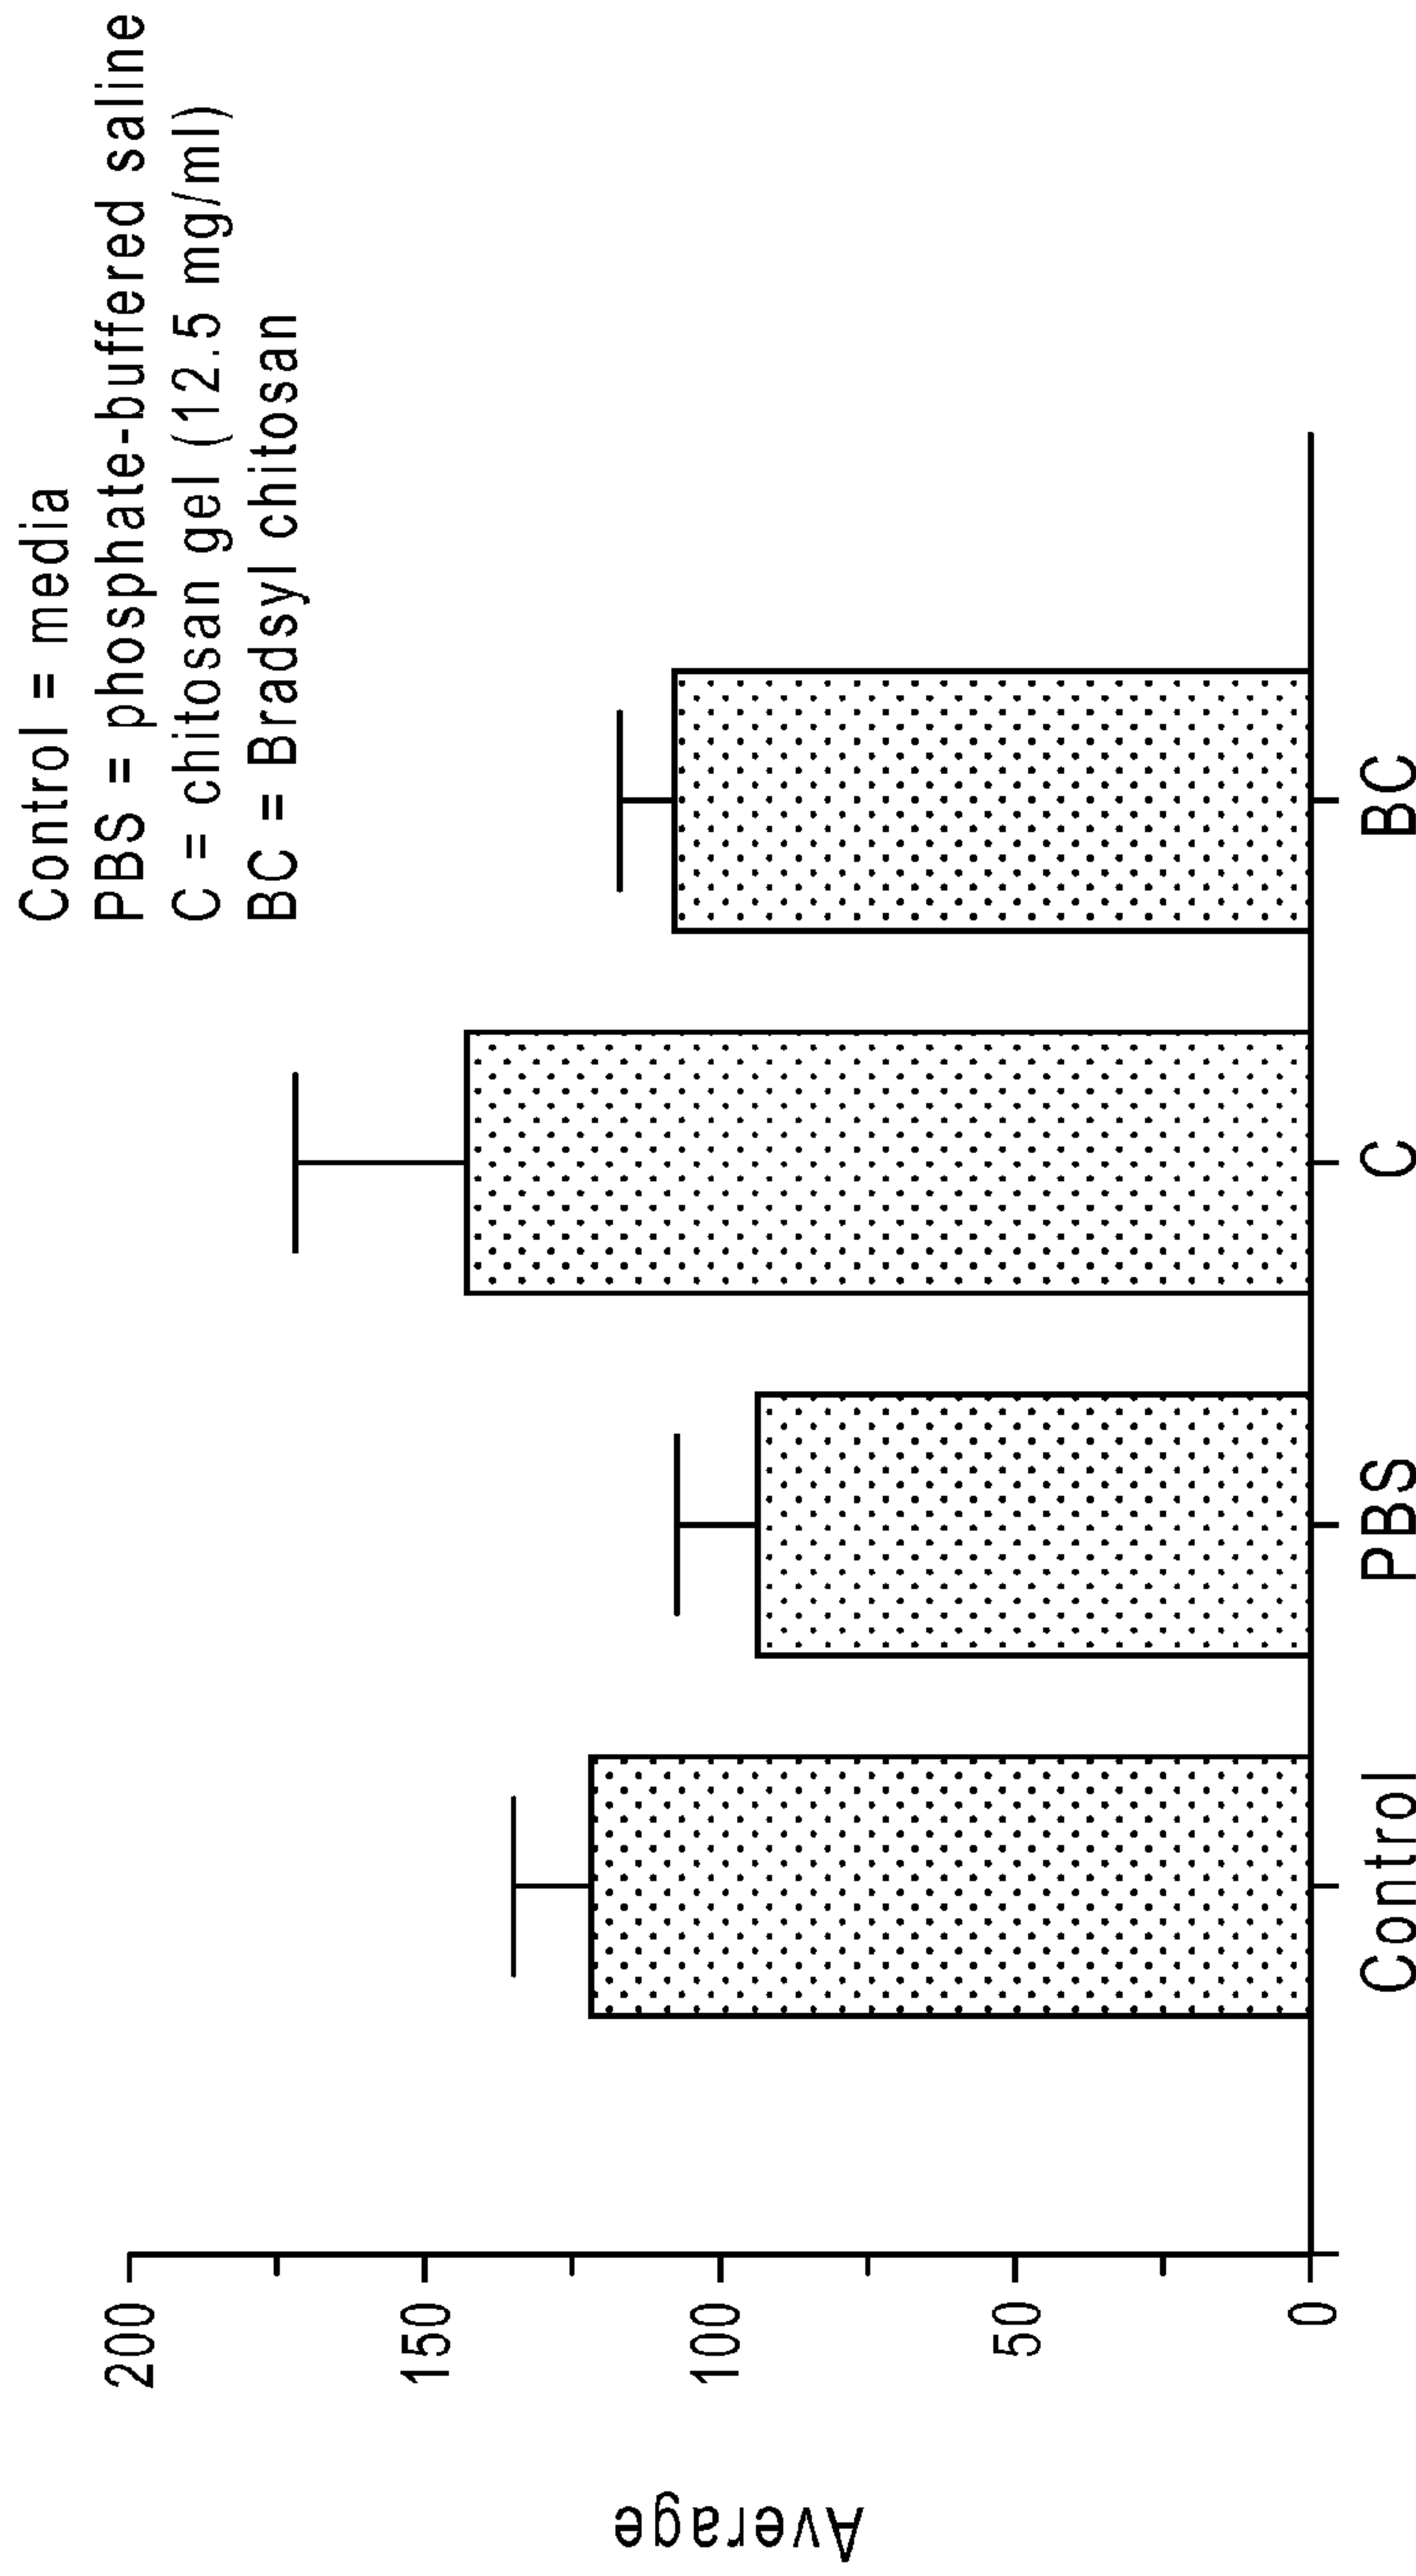 Control = media
PBS = phosphate-buffered saline
C = chitosan gel (12.5 mg/ml)
BC = Bradsyl chitosan
200
150
100
50
0
Average
Control
PBS
C
BC